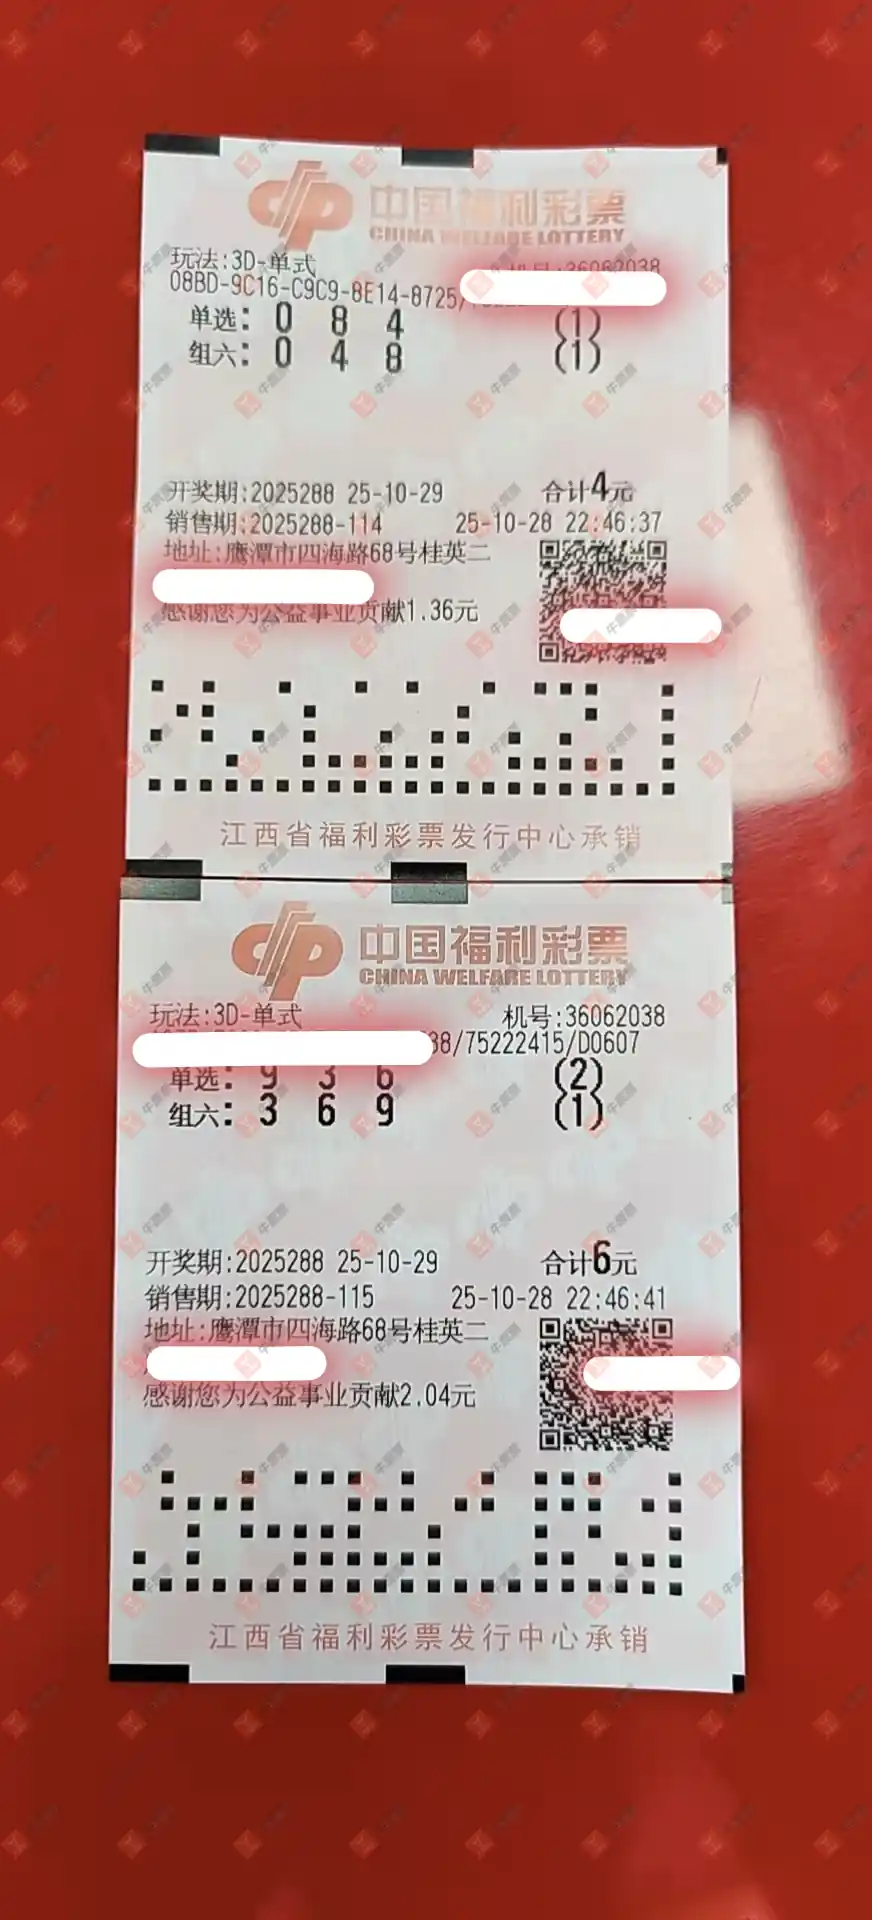 中国福利彩票
CHINA WELFARE LOTTERY
玩法:3D-单式
机号:36062038
08BD-9C16-C9C9-8E14-8725/
单选: 0 8 4 (1)
组六: 0 4 8 (1)
开奖期:2025288 25-10-29 合计4元
销售期:2025288-114 25-10-28 22:46:37
地址:鹰潭市四海路68号桂英二
感谢您为公益事业贡献1.36元
江西省福利彩票发行中心承销
中国福利彩票
CHINA WELFARE LOTTERY
玩法:3D-单式 机号:36062038
38/75222415/D0607
单选: 9 3 6 (2)
组六: 3 6 9 (1)
开奖期:2025288 25-10-29 合计6元
销售期:2025288-115 25-10-28 22:46:41
地址:鹰潭市四海路68号桂英二
感谢您为公益事业贡献2.04元
江西省福利彩票发行中心承销